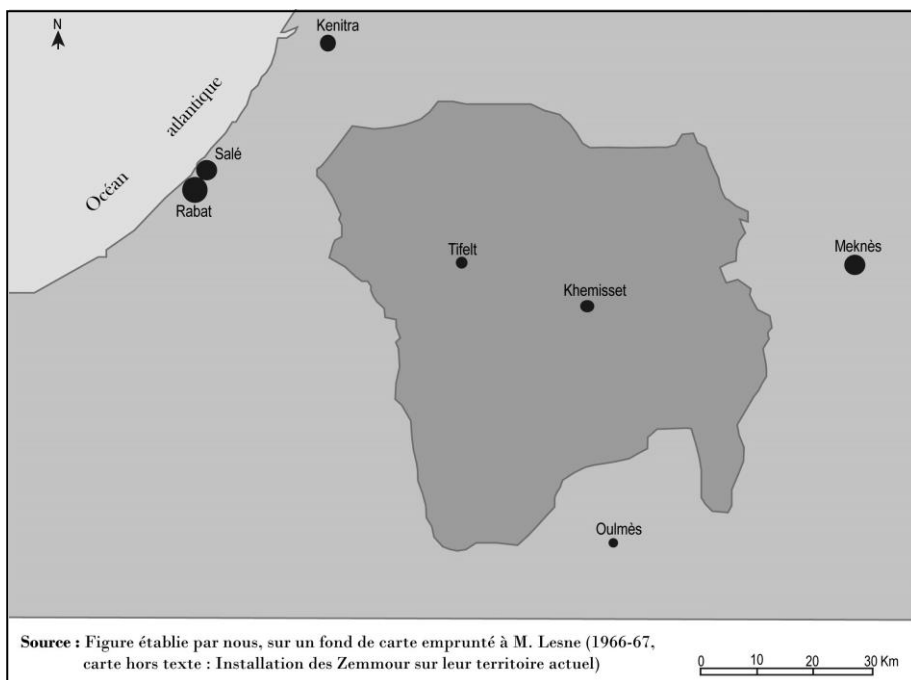 N
Kenitra
Océan atlantique
Salé
Rabat
Tifelt
Meknès
Khemisset
Oulmès
Source : Figure établie par nous, sur un fond de carte emprunté à M. Lesne (1966-67,
carte hors texte : Installation des Zemmour sur leur territoire actuel)
0 10 20 30 Km